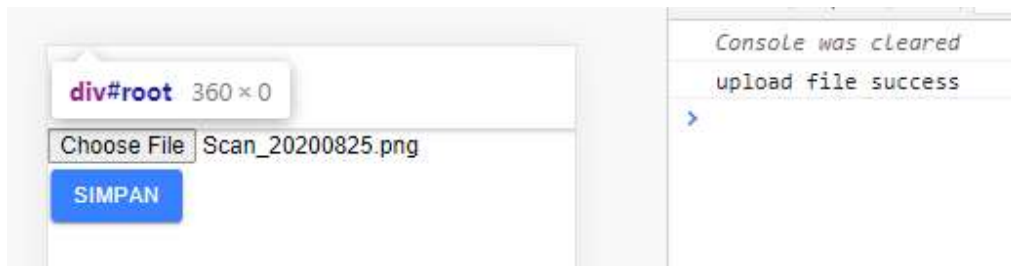 div#root 360 × 0
Choose File Scan_20200825.png
SIMPAN
Console was cleared
upload file success
>